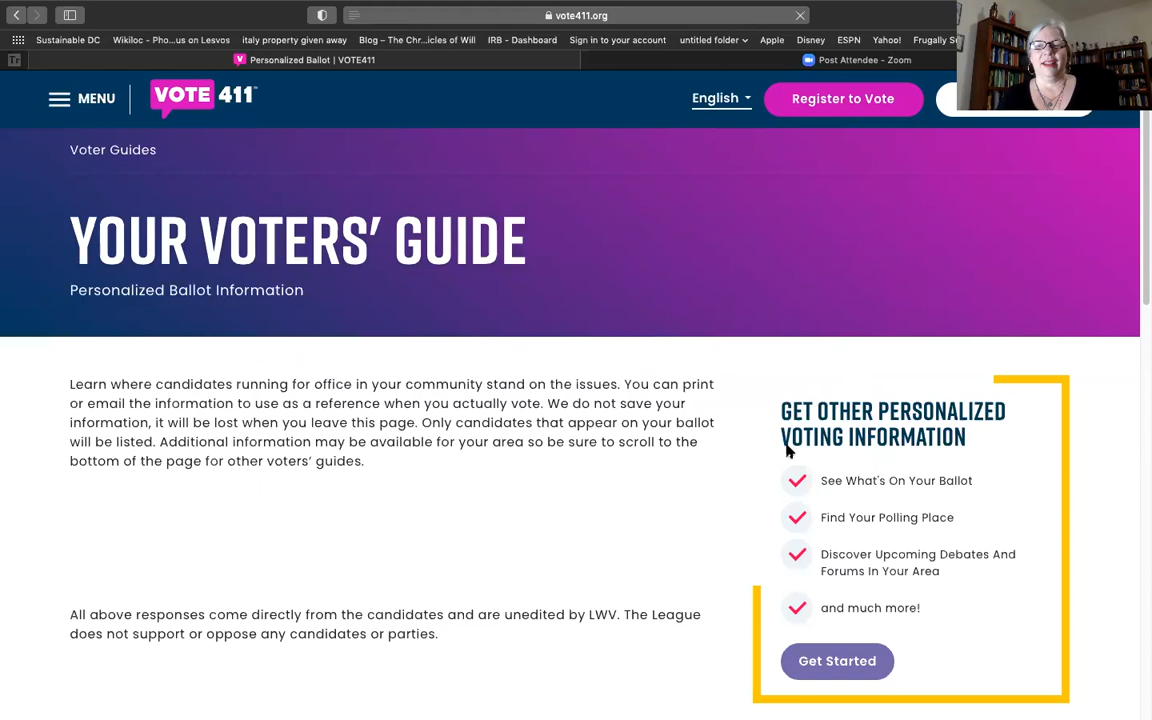 vote411.org
Sustainable DC Wikiloc - Pho...us on Lesvos italy property given away Blog – The Chr...icles of Will IRB - Dashboard Sign in to your account untitled folder Apple Disney ESPN Yahoo! Frugally
Personalized Ballot | VOTE411 Post Attendee - Zoom
MENU VOTE 411 English Register to Vote
Voter Guides
YOUR VOTERS' GUIDE
Personalized Ballot Information
Learn where candidates running for office in your community stand on the issues. You can print
or email the information to use as a reference when you actually vote. We do not save your
information, it will be lost when you leave this page. Only candidates that appear on your ballot
will be listed. Additional information may be available for your area so be sure to scroll to the
bottom of the page for other voters' guides.
All above responses come directly from the candidates and are unedited by LWV. The League
does not support or oppose any candidates or parties.
GET OTHER PERSONALIZED
VOTING INFORMATION
See What's On Your Ballot
Find Your Polling Place
Discover Upcoming Debates And
Forums In Your Area
and much more!
Get Started